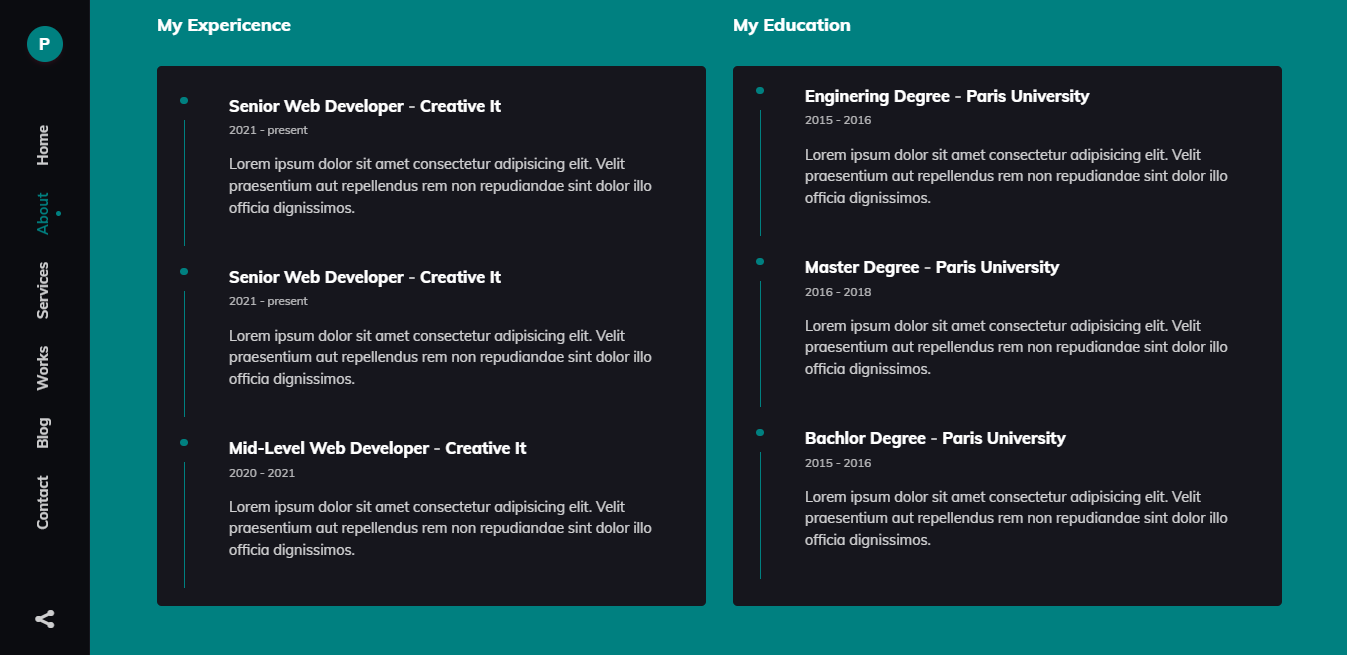 P
Home
About
Services
Works
Blog
Contact
My Expericence
Senior Web Developer - Creative It
2021 - present
Lorem ipsum dolor sit amet consectetur adipisicing elit. Velit
praesentium aut repellendus rem non repudiandae sint dolor illo
officia dignissimos.
Senior Web Developer - Creative It
2021 - present
Lorem ipsum dolor sit amet consectetur adipisicing elit. Velit
praesentium aut repellendus rem non repudiandae sint dolor illo
officia dignissimos.
Mid-Level Web Developer - Creative It
2020 - 2021
Lorem ipsum dolor sit amet consectetur adipisicing elit. Velit
praesentium aut repellendus rem non repudiandae sint dolor illo
officia dignissimos.
My Education
Enginering Degree - Paris University
2015 - 2016
Lorem ipsum dolor sit amet consectetur adipisicing elit. Velit
praesentium aut repellendus rem non repudiandae sint dolor illo
officia dignissimos.
Master Degree - Paris University
2016 - 2018
Lorem ipsum dolor sit amet consectetur adipisicing elit. Velit
praesentium aut repellendus rem non repudiandae sint dolor illo
officia dignissimos.
Bachlor Degree - Paris University
2015 - 2016
Lorem ipsum dolor sit amet consectetur adipisicing elit. Velit
praesentium aut repellendus rem non repudiandae sint dolor illo
officia dignissimos.